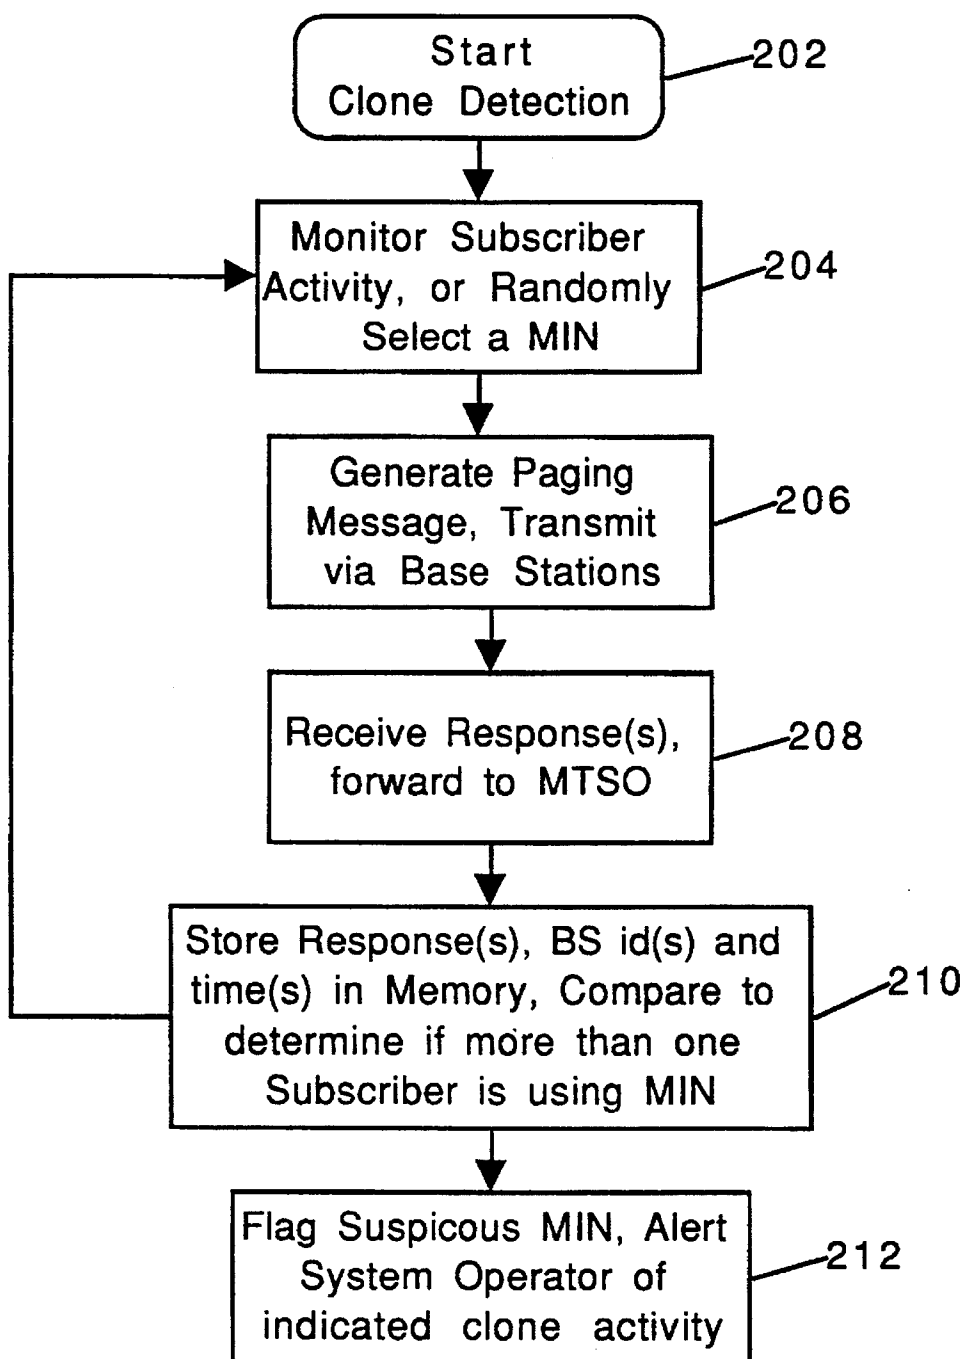 Start
Clone Detection
202
Monitor Subscriber
Activity, or Randomly
Select a MIN
204
Generate Paging
Message, Transmit
via Base Stations
206
Receive Response(s),
forward to MTSO
208
Store Response(s), BS id(s) and
time(s) in Memory, Compare to
determine if more than one
Subscriber is using MIN
210
Flag Suspicous MIN, Alert
System Operator of
indicated clone activity
212